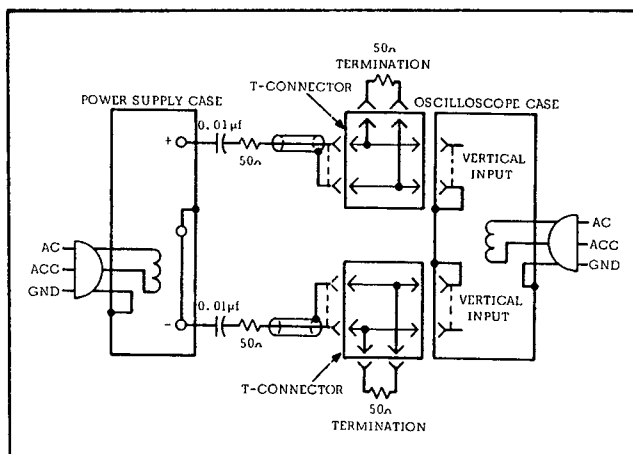 50Ω
TERMINATION
T-CONNECTOR
OSCILLOSCOPE CASE
POWER SUPPLY CASE
0.01µf
+
50Ω
VERTICAL
INPUT
AC
ACC
GND
AC
ACC
GND
0.01µf
-
50Ω
VERTICAL
INPUT
T-CONNECTOR
50Ω
TERMINATION